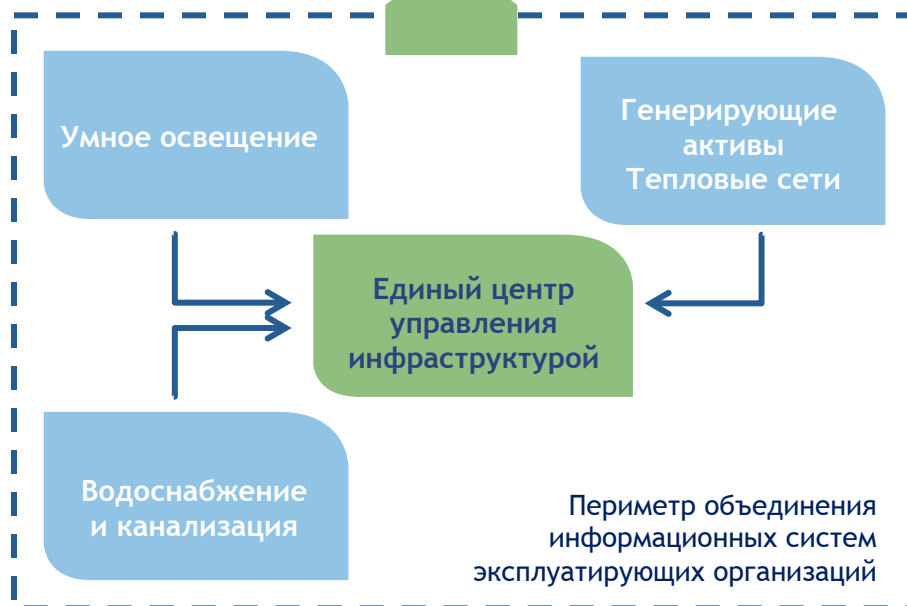 Умное освещение
Генерирующие
активы
Тепловые сети
Единый центр
управления
инфраструктурой
Водоснабжение
и канализация
Периметр объединения
информационных систем
эксплуатирующих организаций